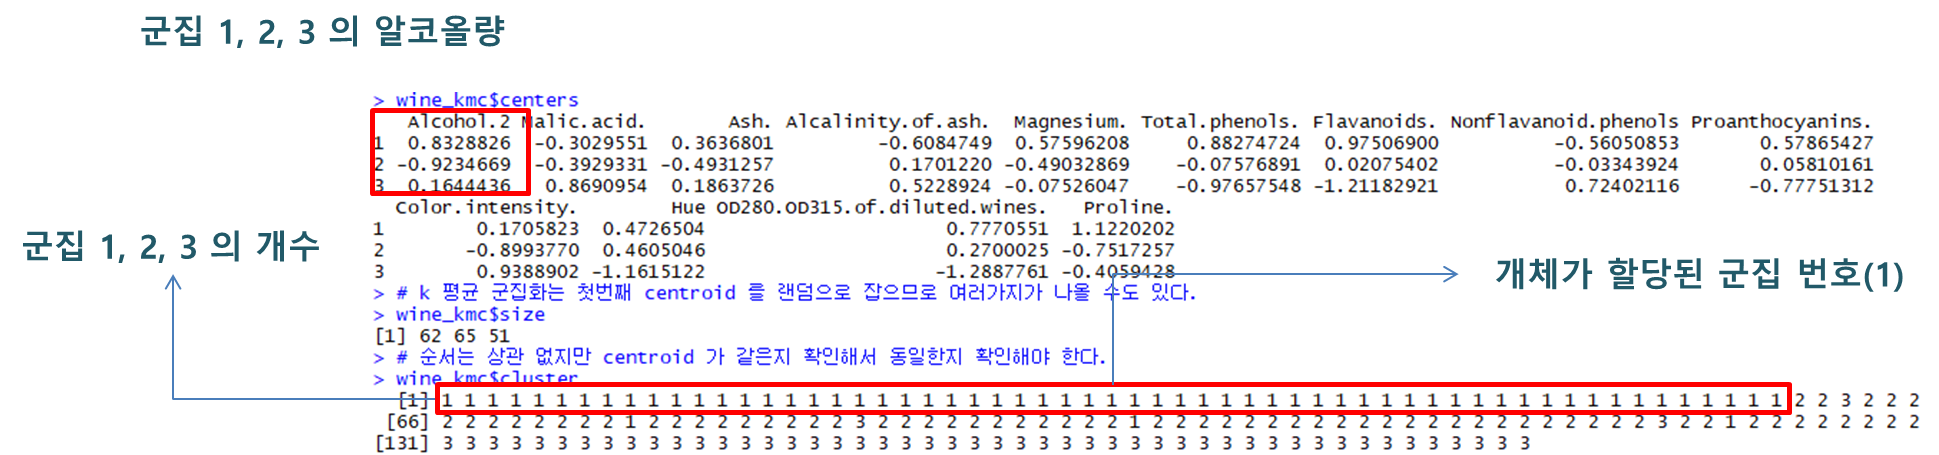 군집 1, 2, 3 의 알코올량
> wine_kmc$centers
Alcohol.2 Malic.acid. Ash. Alcalinity.of.ash. Magnesium. Total.phenols. Flavanoids. Nonflavanoid.phenols Proanthocyanins.
1 0.8328826 -0.3029551 0.3636801 -0.6084749 0.57596208 0.88274724 0.97506900 -0.56050853 0.57865427
2 -0.9234669 -0.3929331 -0.4931257 0.1701220 -0.49032869 -0.07576891 0.02075402 -0.03343924 0.05810161
3 0.1644436 0.8690954 0.1863726 0.5228924 -0.07526047 -0.97657548 -1.21182921 0.72402116 -0.77751312
Color.intensity. Hue OD280.OD315.of.diluted.wines. Proline.
1 0.1705823 0.4726504 0.7770551 1.1220202
2 -0.8993770 0.4605046 0.2700025 -0.7517257
3 0.9388902 -1.1615122 -1.2887761 -0.4059428
군집 1, 2, 3 의 개수
개체가 할당된 군집 번호(1)
> # k 평균 군집화는 첫번째 centroid 를 랜덤으로 잡으므로 여러가지가 나올 수도 있다.
> wine_kmc$size
[1] 62 65 51
> # 순서는 상관 없지만 centroid 가 같은지 확인해서 동일한지 확인해야 한다.
> wine_kmc$cluster
[1] 1 1 1 1 1 1 1 1 1 1 1 1 1 1 1 1 1 1 1 1 1 1 1 1 1 1 1 1 1 1 1 1 1 1 1 1 1 1 1 1 1 1 1 1 1 1 1 1 1 1 1 1 1 1 1 1 1 1 1 2 2 3 2 2 2
[66] 2 2 2 2 2 2 2 2 1 2 2 2 2 2 2 2 2 2 3 2 2 2 2 2 2 2 2 2 2 2 1 2 2 2 2 2 2 2 2 2 2 2 2 2 2 2 2 2 2 2 2 2 2 3 2 2 1 2 2 2 2 2 2 2 2
[131] 3 3 3 3 3 3 3 3 3 3 3 3 3 3 3 3 3 3 3 3 3 3 3 3 3 3 3 3 3 3 3 3 3 3 3 3 3 3 3 3 3 3 3 3 3 3 3 3